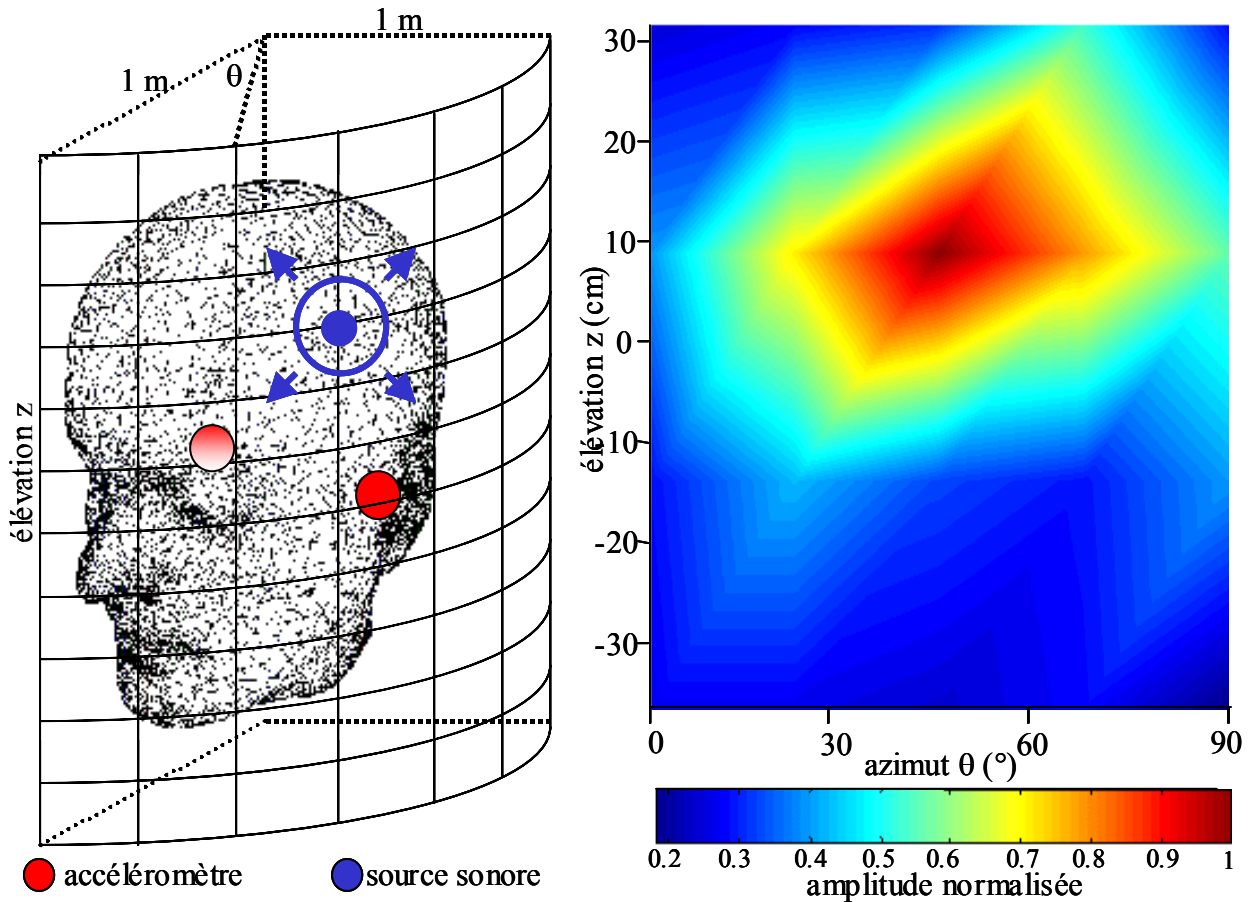 1 m
1 m
θ
élévation z
accéléromètre
source sonore
30
20
10
0
-10
-20
-30
élévation z (cm)
0
30
60
90
azimut θ (°)
0.2
0.3
0.4
0.5
0.6
0.7
0.8
0.9
1
amplitude normalisée